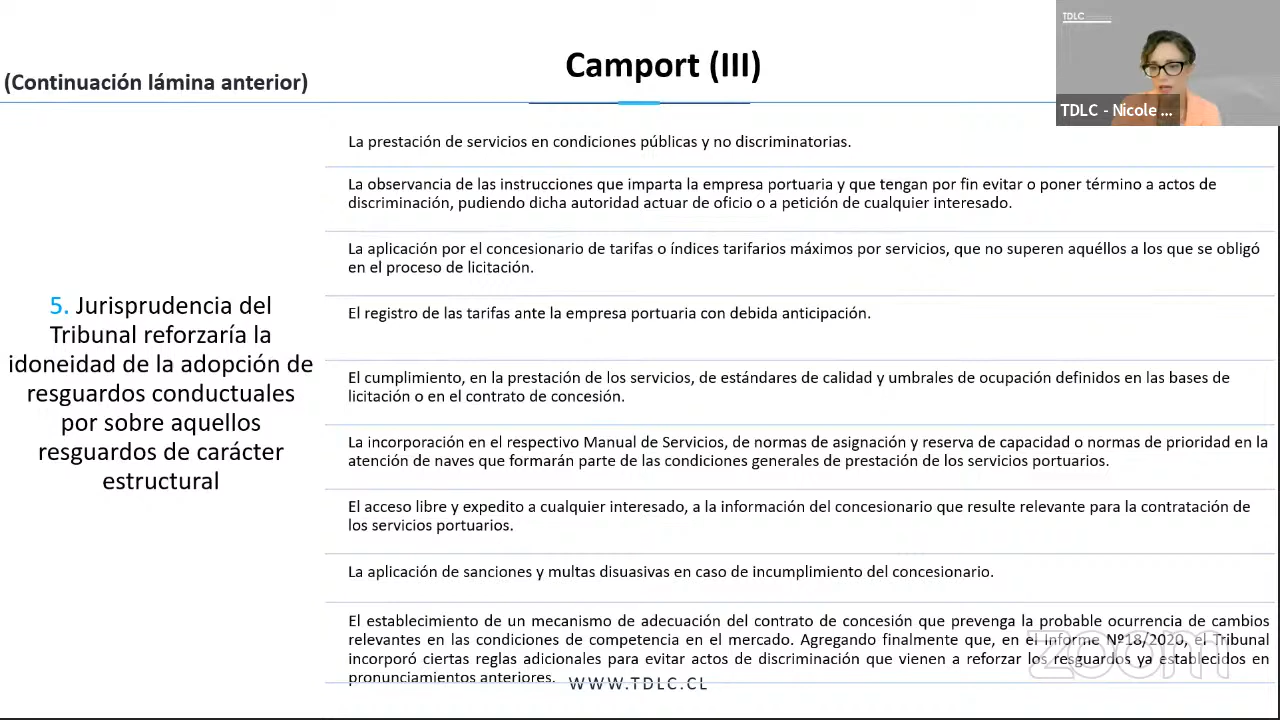 TDLC
Camport (III)
(Continuación lámina anterior)
TDLC - Nicole ...
La prestación de servicios en condiciones públicas y no discriminatorias.
La observancia de las instrucciones que imparta la empresa portuaria y que tengan por fin evitar o poner término a actos de
discriminación, pudiendo dicha autoridad actuar de oficio o a petición de cualquier interesado.
La aplicación por el concesionario de tarifas o índices tarifarios máximos por servicios, que no superen aquéllos a los que se obligó
en el proceso de licitación.
El registro de las tarifas ante la empresa portuaria con debida anticipación.
5. Jurisprudencia del
Tribunal reforzaría la
idoneidad de la adopción de
resguardos conductuales
por sobre aquellos
resguardos de carácter
estructural
El cumplimiento, en la prestación de los servicios, de estándares de calidad y umbrales de ocupación definidos en las bases de
licitación o en el contrato de concesión.
La incorporación en el respectivo Manual de Servicios, de normas de asignación y reserva de capacidad o normas de prioridad en la
atención de naves que formarán parte de las condiciones generales de prestación de los servicios portuarios.
El acceso libre y expedito a cualquier interesado, a la información del concesionario que resulte relevante para la contratación de
los servicios portuarios.
La aplicación de sanciones y multas disuasivas en caso de incumplimiento del concesionario.
El establecimiento de un mecanismo de adecuación del contrato de concesión que prevenga la probable ocurrencia de cambios
relevantes en las condiciones de competencia en el mercado. Agregando finalmente que, en el Informe Nº18/2020, el Tribunal
incorporó ciertas reglas adicionales para evitar actos de discriminación que vienen a reforzar los resguardos ya establecidos en
pronunciamientos anteriores.
WWW.TDLC.CL
zoom